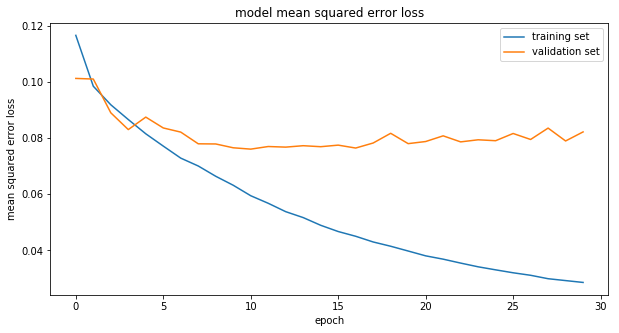 model mean squared error loss
training set
validation set
0.12
0.10
0.08
0.06
0.04
mean squared error loss
0
5
10
15
20
25
30
epoch